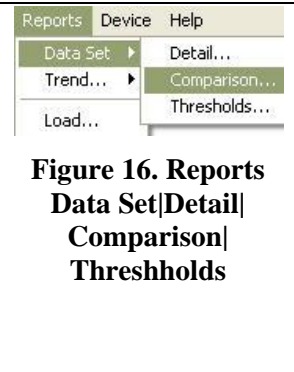 Reports Device Help
Data Set Detail...
Trend... Comparison...
Thresholds...
Load...
Figure 16. Reports
Data Set|Detail|
Comparison|
Threshholds